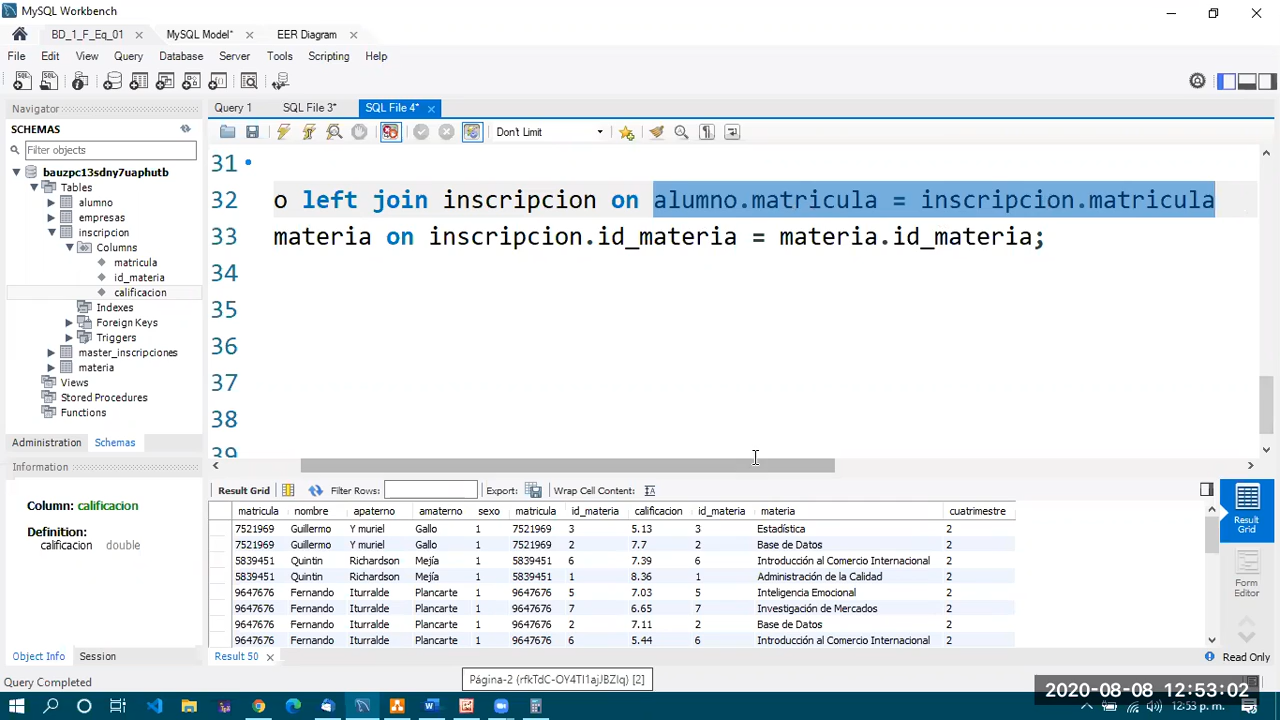 MySQL Workbench
BD_1_F_Eq_01
MySQL Model*
EER Diagram
File Edit View Query Database Server Tools Scripting Help
Navigator
SCHEMAS
Filter objects
bauzpc13sdny7uaphutb
Tables
alumno
empresas
inscripcion
Columns
matricula
id_materia
calificacion
Indexes
Foreign Keys
Triggers
master_inscripciones
materia
Views
Stored Procedures
Functions
Administration Schemas
Information
Column: calificacion
Definition:
calificacion double
Object Info Session
Query 1 SQL File 3* SQL File 4*
Don't Limit
31
32 o left join inscripcion on alumno.matricula = inscripcion.matricula
33 materia on inscripcion.id_materia = materia.id_materia;
34
35
36
37
38
39
Result Grid Filter Rows: Export: Wrap Cell Content:
matricula nombre apaterno amaterno sexo matricula id_materia calificacion id_materia materia cuatrimestre
7521969 Guillermo Y muriel Gallo 1 7521969 3 5.13 3 Estadística 2
7521969 Guillermo Y muriel Gallo 1 7521969 2 7.7 2 Base de Datos 2
5839451 Quintin Richardson Mejía 1 5839451 6 7.39 6 Introducción al Comercio Internacional 2
5839451 Quintin Richardson Mejía 1 5839451 1 8.36 1 Administración de la Calidad 2
9647676 Fernando Iturralde Plancarte 1 9647676 5 7.03 5 Inteligencia Emocional 2
9647676 Fernando Iturralde Plancarte 1 9647676 7 6.65 7 Investigación de Mercados 2
9647676 Fernando Iturralde Plancarte 1 9647676 2 7.11 2 Base de Datos 2
9647676 Fernando Iturralde Plancarte 1 9647676 6 5.44 6 Introducción al Comercio Internacional 2
Result
Grid
Form
Editor
Result 50
Read Only
Query Completed
Página-2 (rfkTdC-OY4Tl1ajJBZlq) [2]
2020-08-08 12:53:02
12:53 p. m.